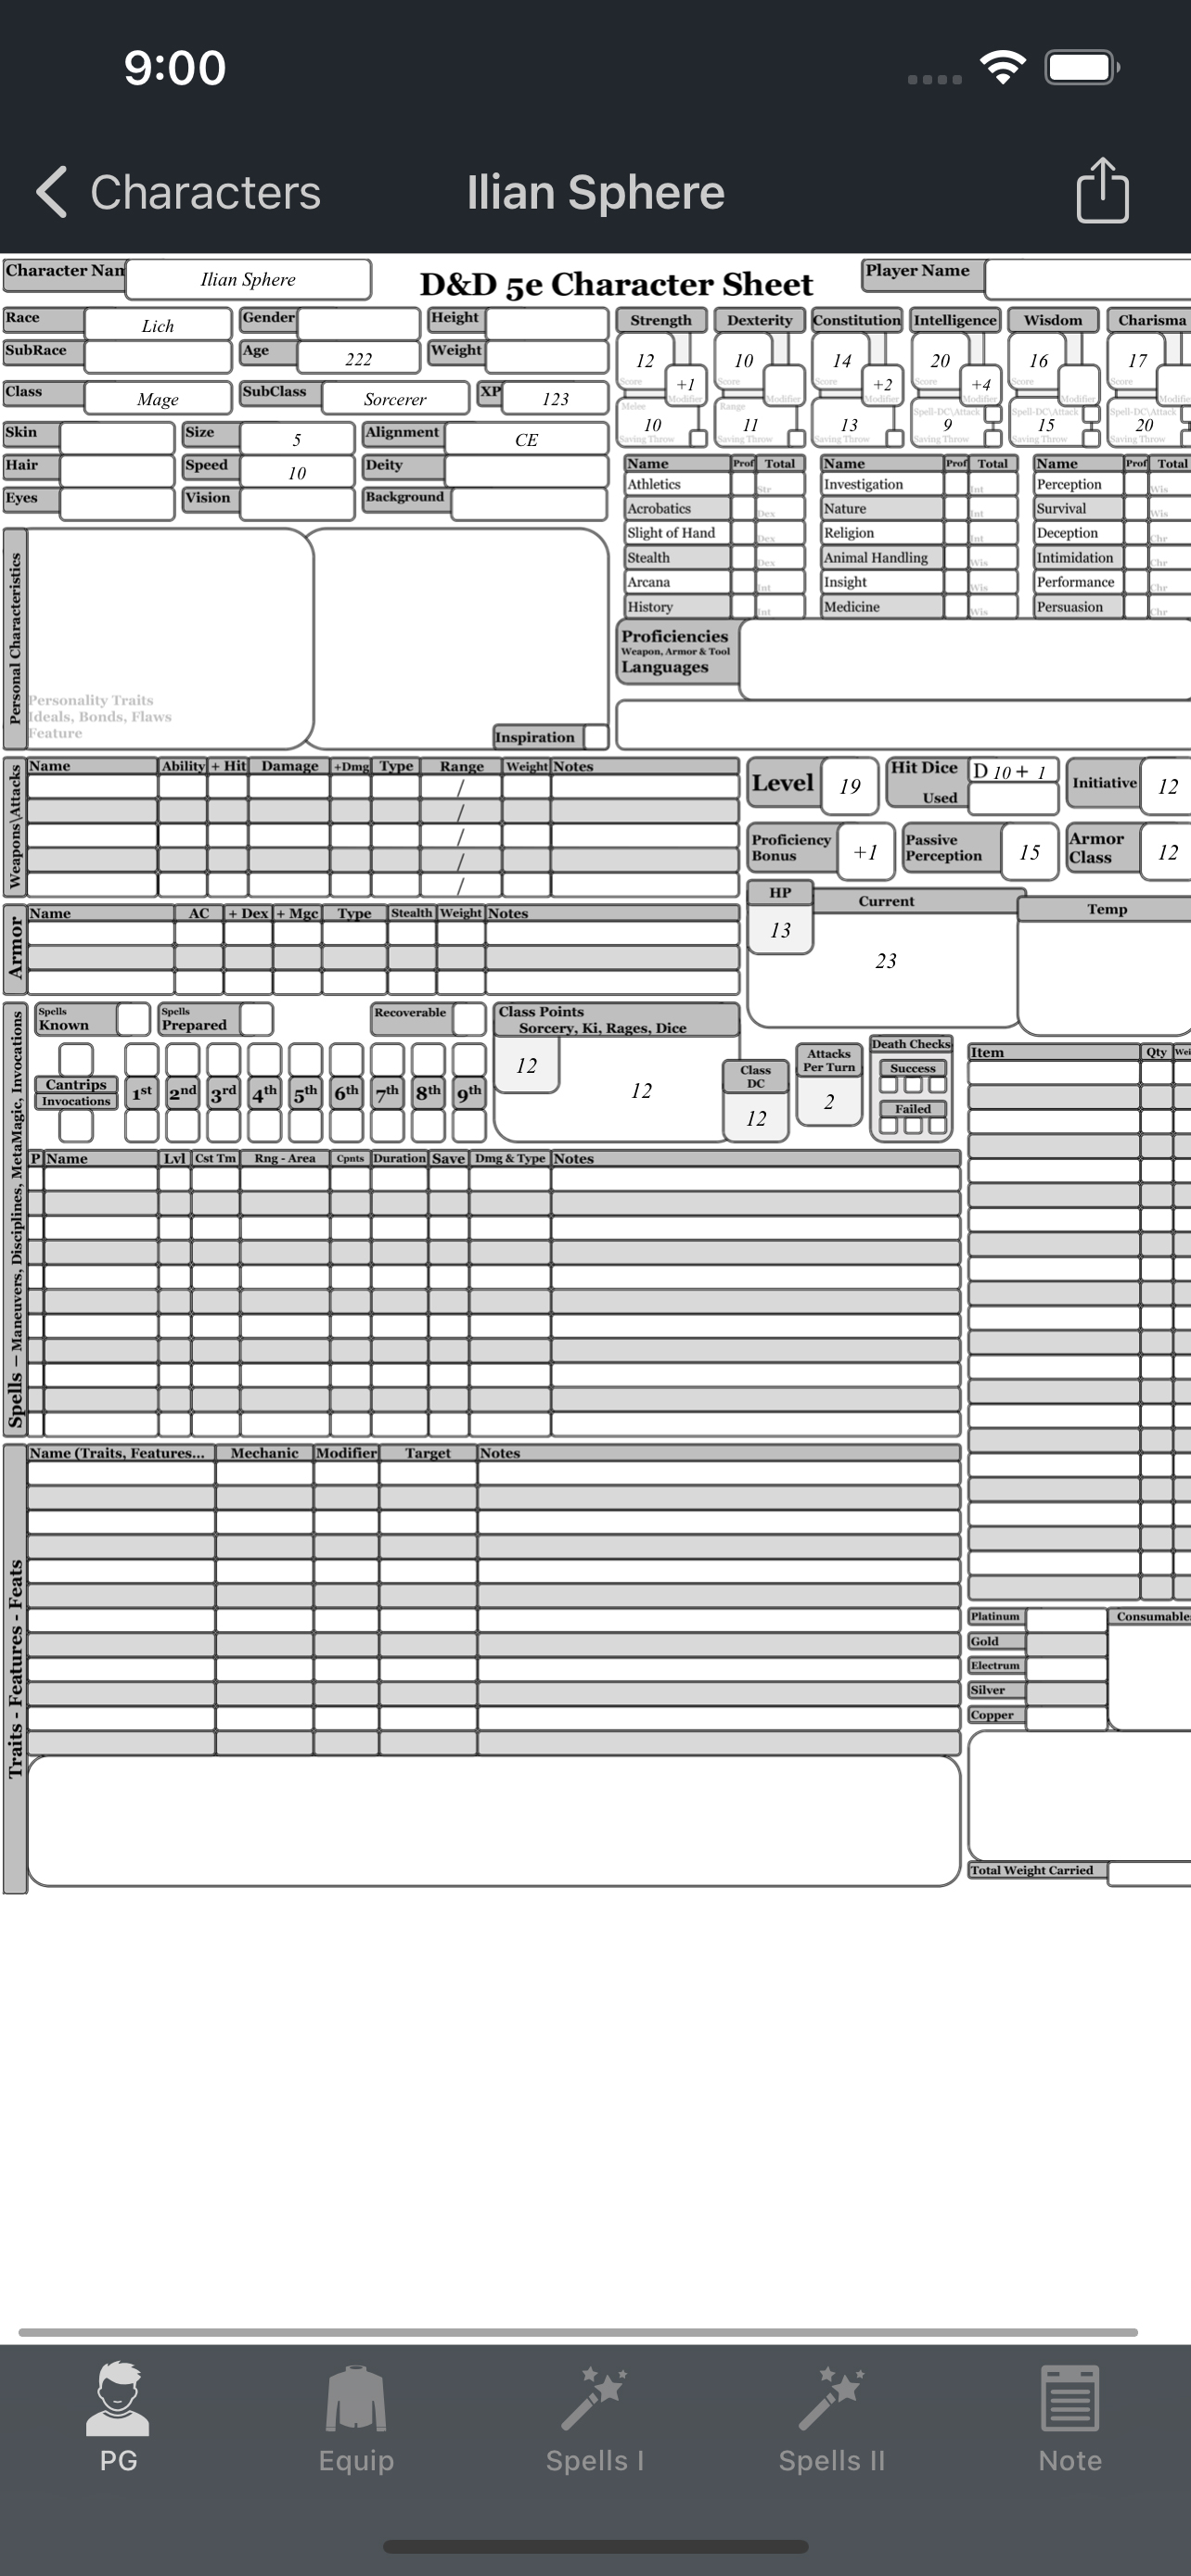 9:00
Characters
Ilian Sphere
Character Nam
Ilian Sphere
D&D 5e Character Sheet
Player Name
Race
Lich
Gender
Height
SubRace
Age
222
Weight
Class
Mage
SubClass
Sorcerer
XP
123
Skin
Size
5
Alignment
CE
Hair
Speed
10
Deity
Eyes
Vision
Background
Strength
Dexterity
Constitution
Intelligence
Wisdom
Charisma
12
10
14
20
16
17
+1
+2
+4
Score
Score
Score
Score
Score
Score
Modifier
Modifier
Modifier
Modifier
Modifier
Modifier
Melee
Range
Spell-DC\Attack
Spell-DC\Attack
Spell-DC\Attack
10
11
13
9
15
20
Saving Throw
Saving Throw
Saving Throw
Saving Throw
Saving Throw
Saving Throw
Name Prof Total
Athletics Str
Acrobatics Dex
Slight of Hand Dex
Stealth Dex
Arcana Int
History Int
Name Prof Total
Investigation Int
Nature Int
Religion Int
Animal Handling Wis
Insight Wis
Medicine Wis
Name Prof Total
Perception Wis
Survival Wis
Deception Chr
Intimidation Chr
Performance Chr
Persuasion Chr
Personal Characteristics
Personality Traits
Ideals, Bonds, Flaws
Feature
Inspiration
Proficiencies
Weapon, Armor & Tool
Languages
Weapons\Attacks
Name Ability + Hit Damage +Dmg Type Range Weight Notes
/
/
/
/
/
Level
19
Hit Dice
D 10 + 1
Used
Initiative
12
Proficiency
Bonus
+1
Passive
Perception
15
Armor
Class
12
HP
13
Current
23
Temp
Armor
Name AC + Dex + Mgc Type Stealth Weight Notes
Spells – Maneuvers, Disciplines, MetaMagic, Invocations
Spells
Known
Spells
Prepared
Recoverable
Cantrips
Invocations
1st 2nd 3rd 4th 5th 6th 7th 8th 9th
Class Points
Sorcery, Ki, Rages, Dice
12
12
Class
DC
12
Attacks
Per Turn
2
Death Checks
Success
Failed
Item Qty Wei
P Name Lvl Cst Tm Rng - Area Cpnts Duration Save Dmg & Type Notes
Traits - Features - Feats
Name (Traits, Features... Mechanic Modifier Target Notes
Platinum
Gold
Electrum
Silver
Copper
Consumable
Total Weight Carried
PG
Equip
Spells I
Spells II
Note